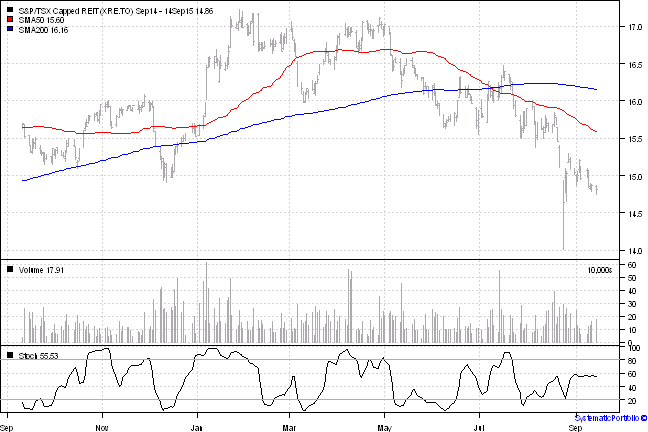 S&P/TSX Capped REIT(XRE.TO) Sep14 - 14Sep15 14.86
SMA50 15.60
SMA200 16.16
17.0
16.5
16.0
15.5
15.0
14.5
14.0
Volume 17.91
10,000s
60
50
40
30
20
10
0
Stoch 55.53
100
80
60
40
20
Sep
Nov
Jan
Mar
May
Jul
Sep
SystematicPortfolio ©